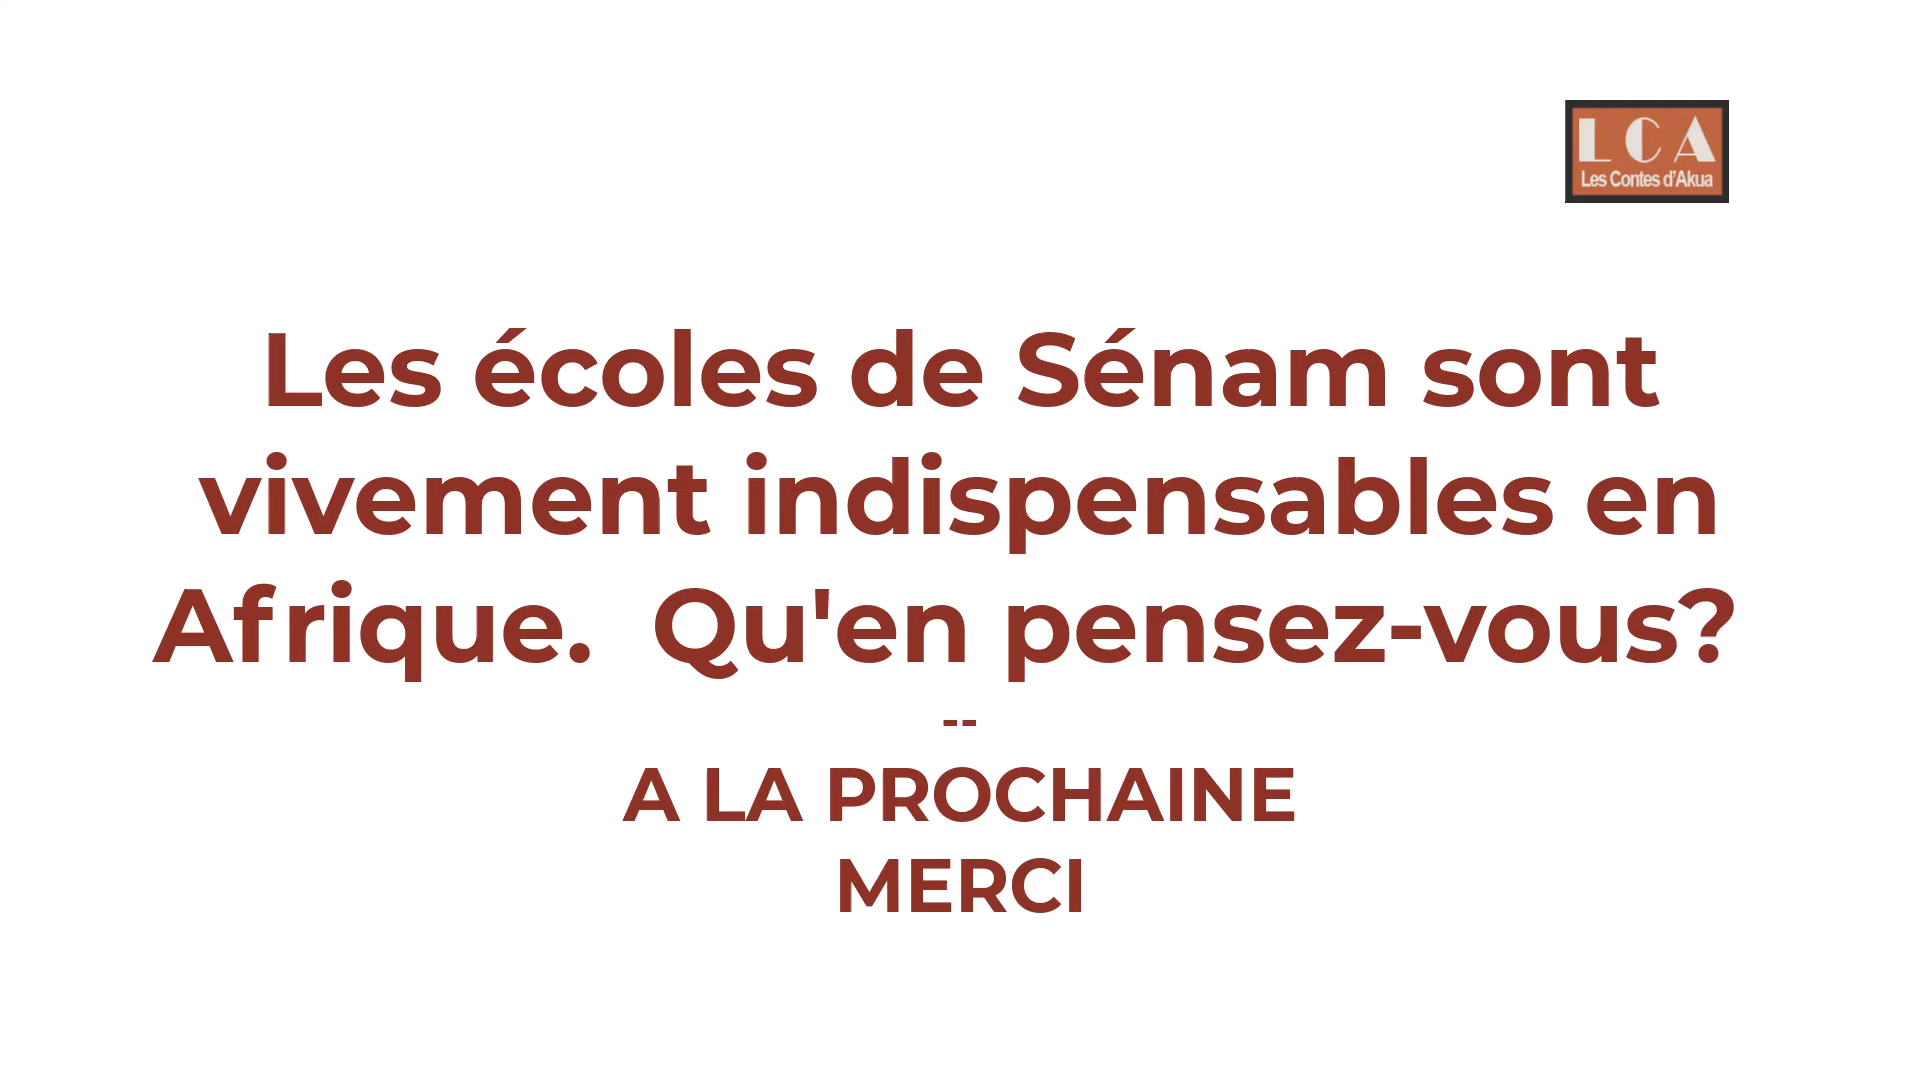 LCA
Les Contes d'Akua
Les écoles de Sénam sont
vivement indispensables en
Afrique.  Qu'en pensez-vous?
--
A LA PROCHAINE
MERCI